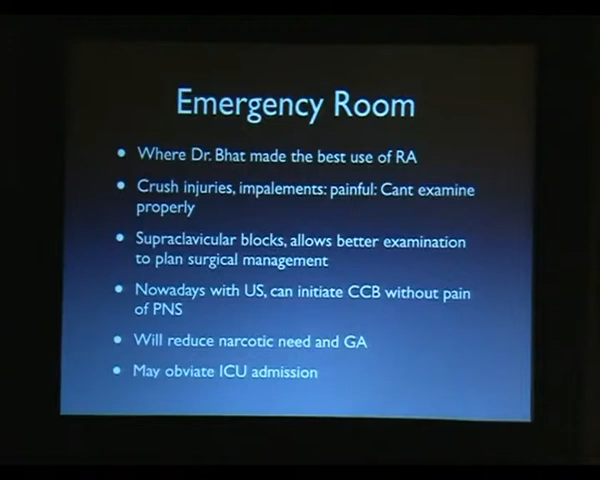 Emergency Room
• Where Dr. Bhat made the best use of RA
• Crush injuries, impalements: painful: Cant examine
properly
• Supraclavicular blocks, allows better examination
to plan surgical management
• Nowadays with US, can initiate CCB without pain
of PNS
• Will reduce narcotic need and GA
• May obviate ICU admission